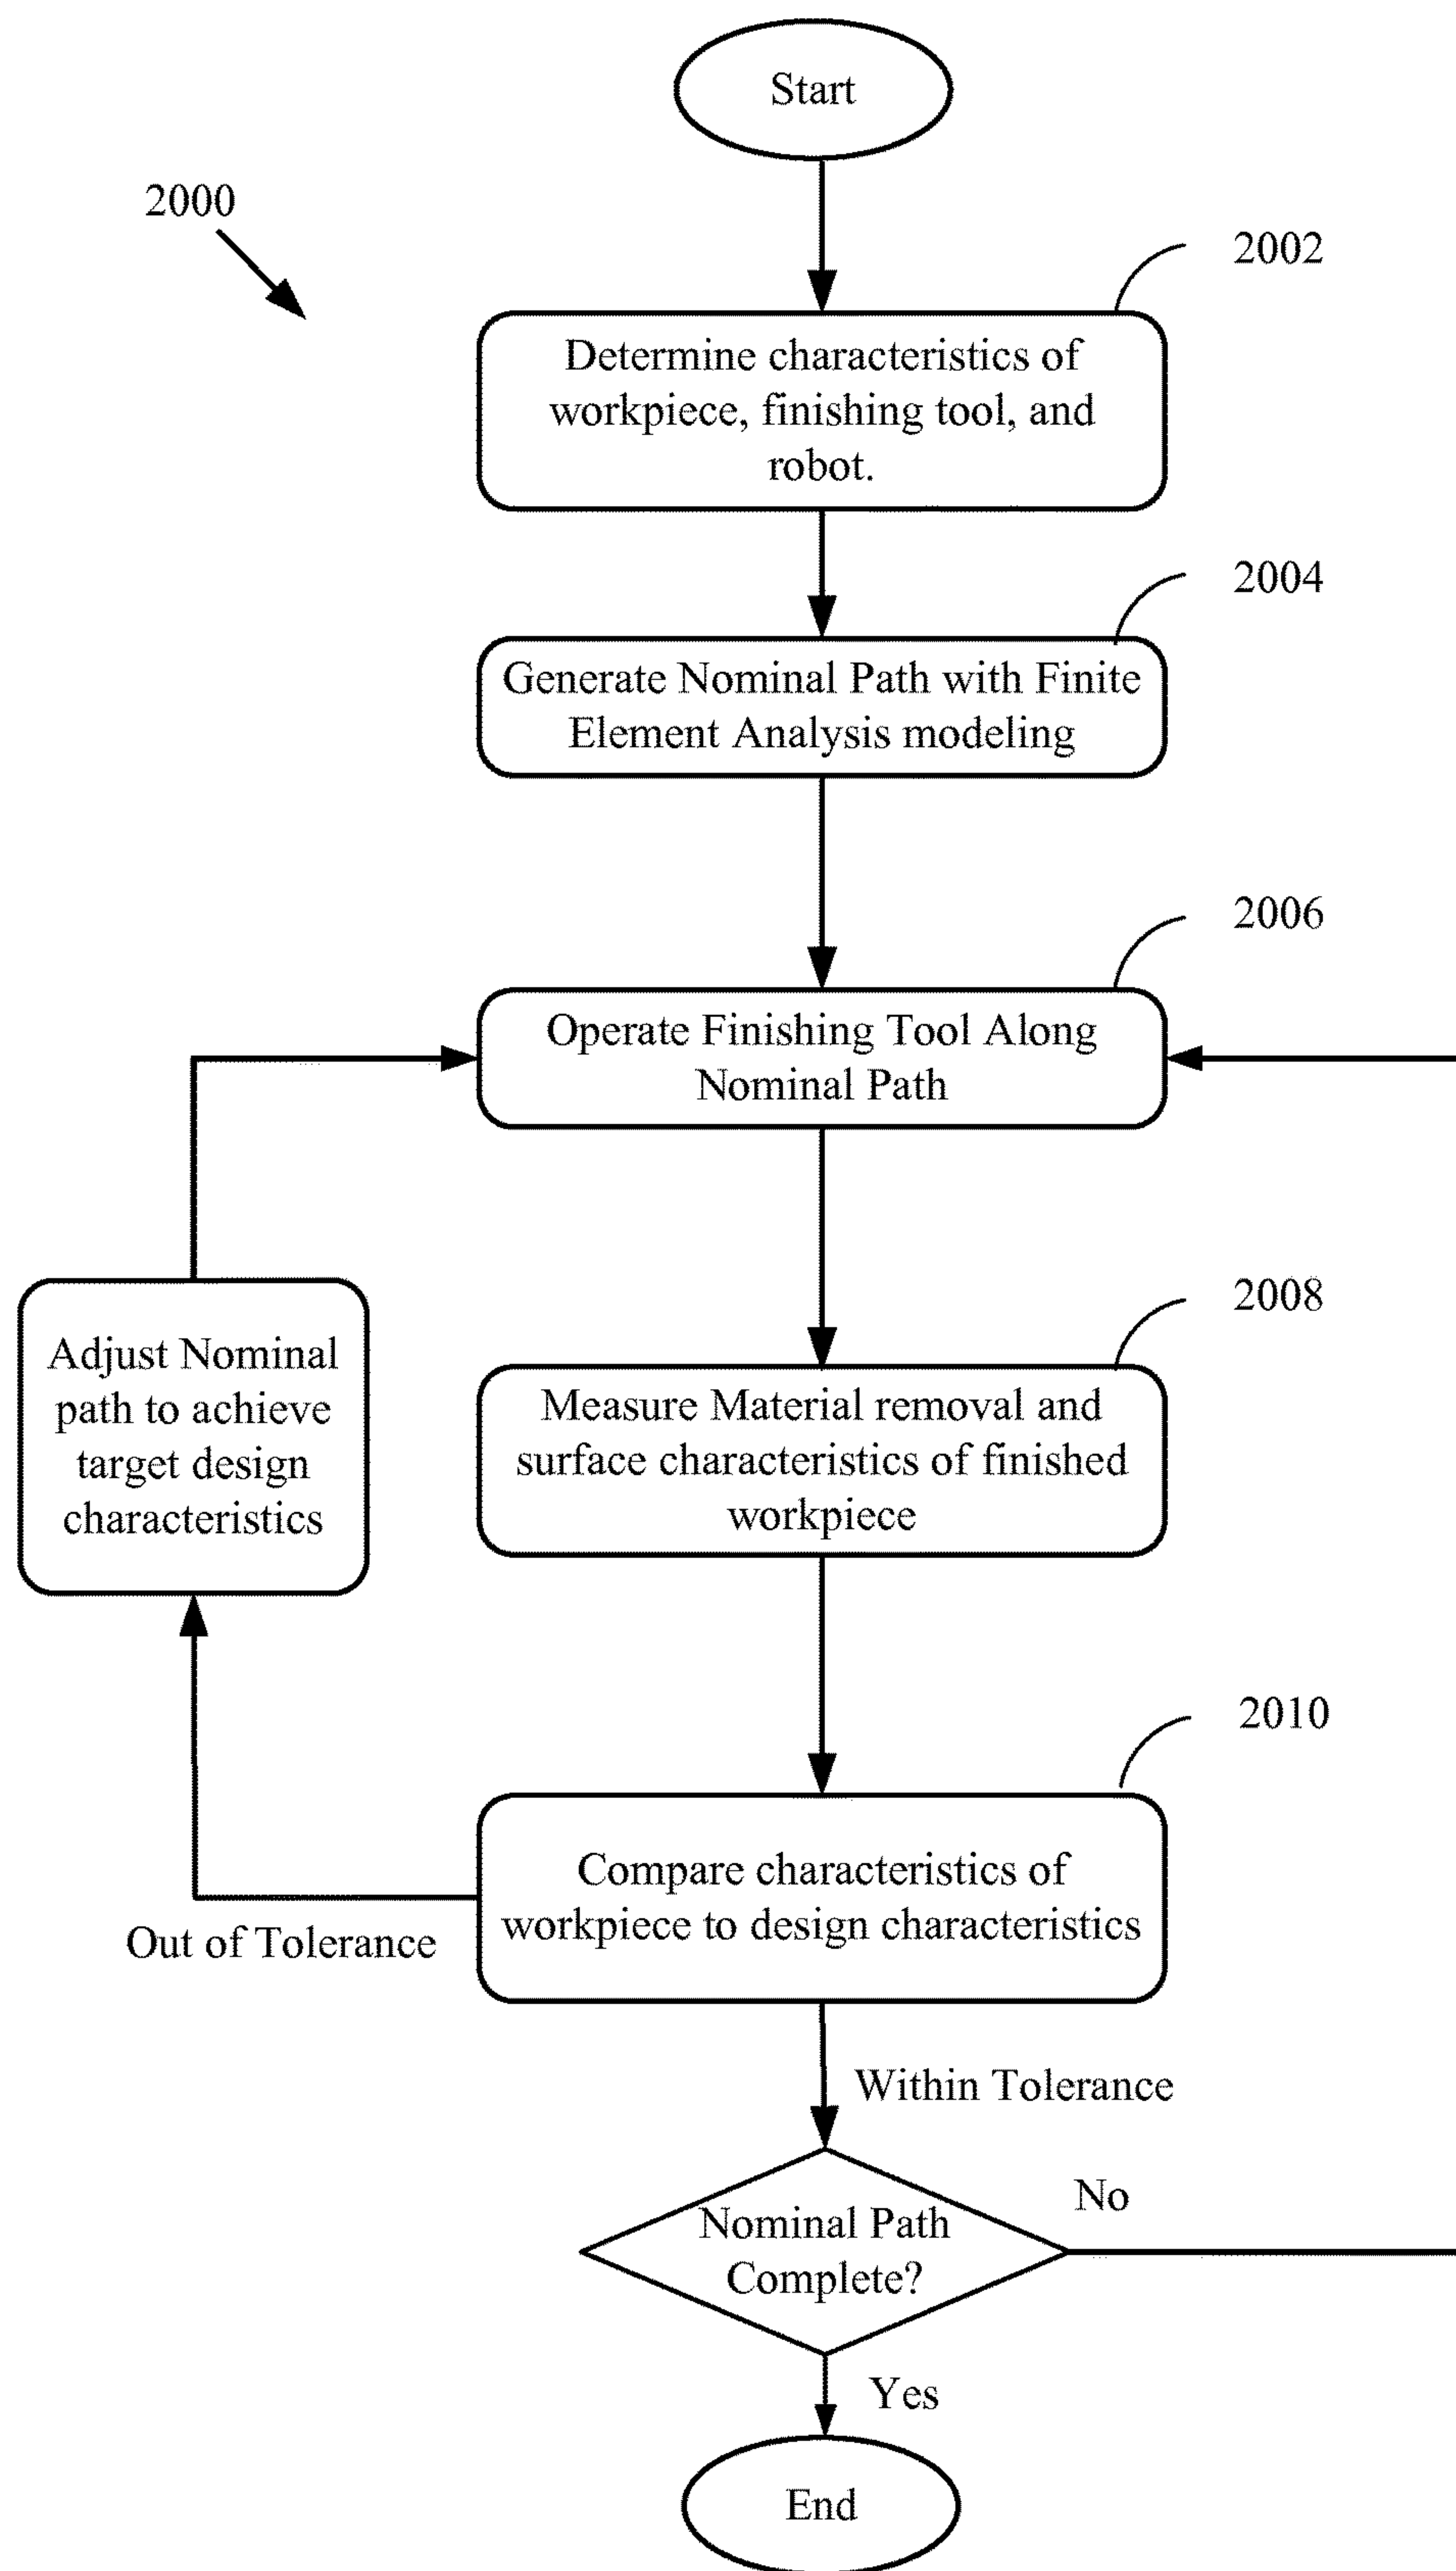 Start
2000
2002
Determine characteristics of
workpiece, finishing tool, and
robot.
2004
Generate Nominal Path with Finite
Element Analysis modeling
2006
Operate Finishing Tool Along
Nominal Path
2008
Adjust Nominal
path to achieve
target design
characteristics
Measure Material removal and
surface characteristics of finished
workpiece
2010
Compare characteristics of
workpiece to design characteristics
Out of Tolerance
Within Tolerance
No
Nominal Path
Complete?
Yes
End